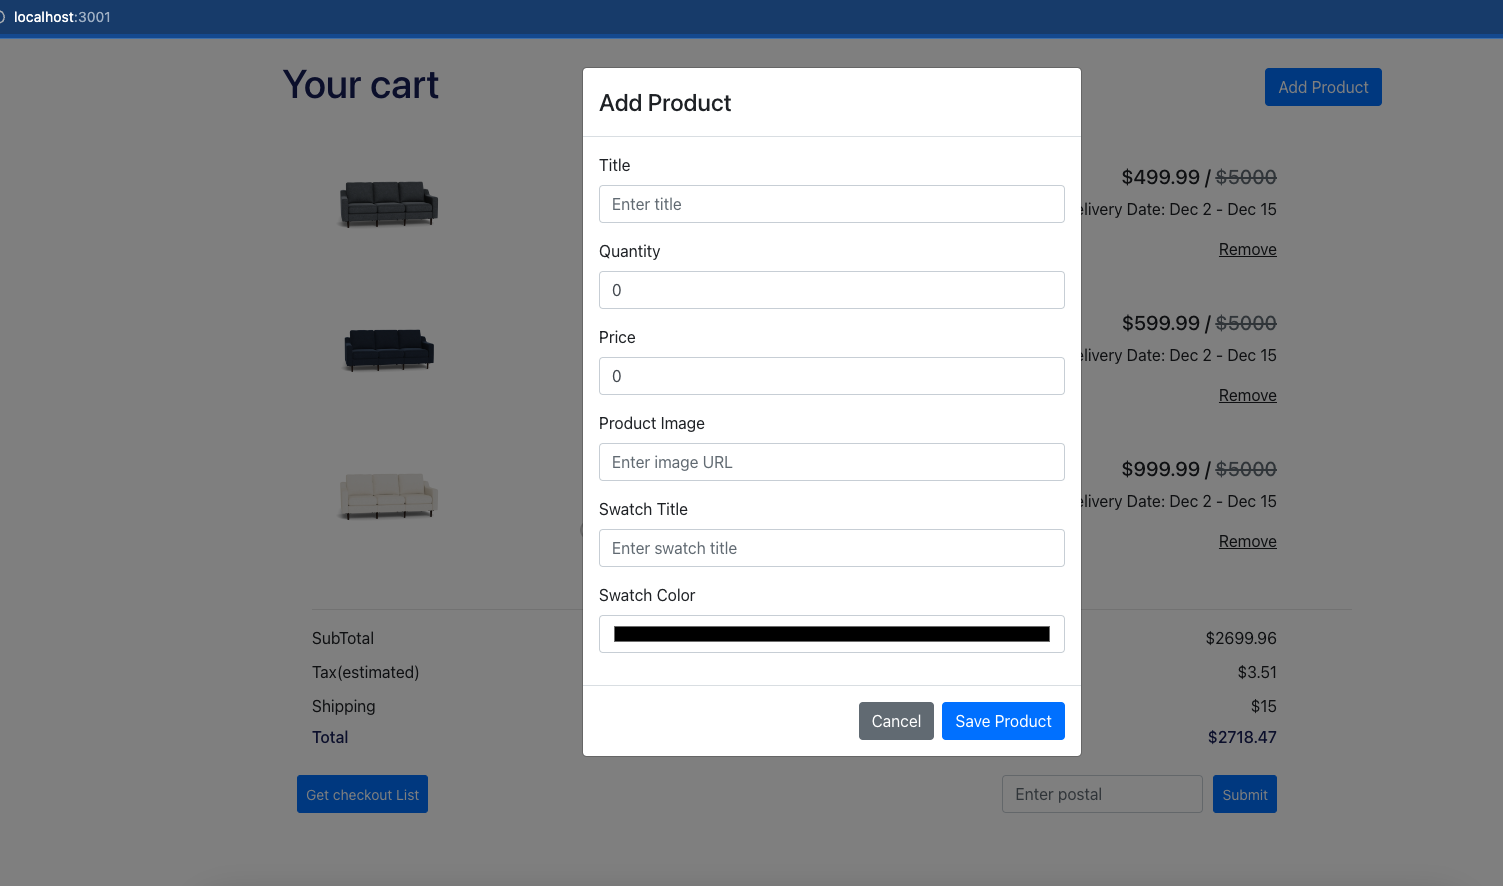 localhost:3001
Your cart
Add Product
$499.99 / $5000
elivery Date: Dec 2 - Dec 15
Remove
$599.99 / $5000
elivery Date: Dec 2 - Dec 15
Remove
$999.99 / $5000
elivery Date: Dec 2 - Dec 15
Remove
SubTotal $2699.96
Tax(estimated) $3.51
Shipping $15
Total $2718.47
Get checkout List
Enter postal
Submit
Add Product
Title
Enter title
Quantity
0
Price
0
Product Image
Enter image URL
Swatch Title
Enter swatch title
Swatch Color
Cancel
Save Product